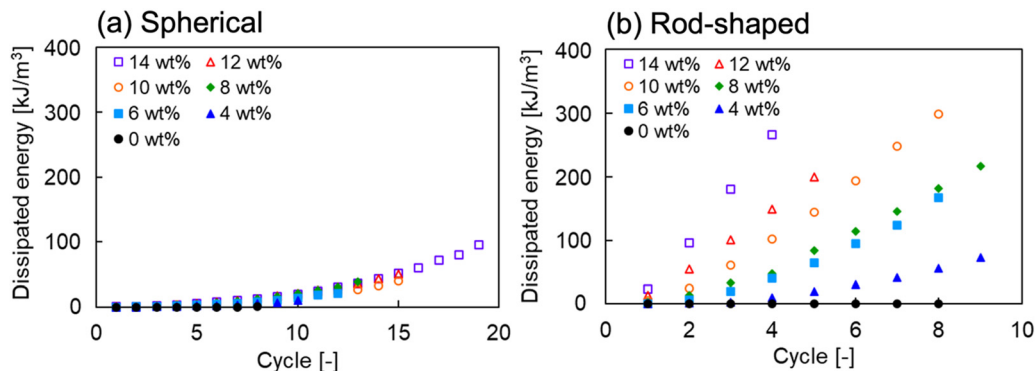 (a) Spherical
400
300
200
100
0
Dissipated energy [kJ/m³]
14 wt% 12 wt%
10 wt% 8 wt%
6 wt% 4 wt%
0 wt%
0 5 10 15 20
Cycle [-]
(b) Rod-shaped
400
300
200
100
0
Dissipated energy [kJ/m³]
14 wt% 12 wt%
10 wt% 8 wt%
6 wt% 4 wt%
0 wt%
0 2 4 6 8 10
Cycle [-]